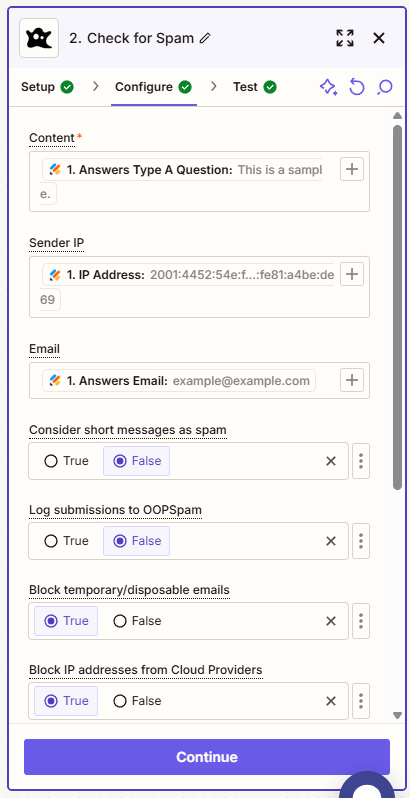 2. Check for Spam
Setup
Configure
Test
Content*
1. Answers Type A Question: This is a sampl
e.
Sender IP
1. IP Address: 2001:4452:54e:f...:fe81:a4be:de
69
Email
1. Answers Email: example@example.com
Consider short messages as spam
True False
Log submissions to OOPSpam
True False
Block temporary/disposable emails
True False
Block IP addresses from Cloud Providers
True False
Continue